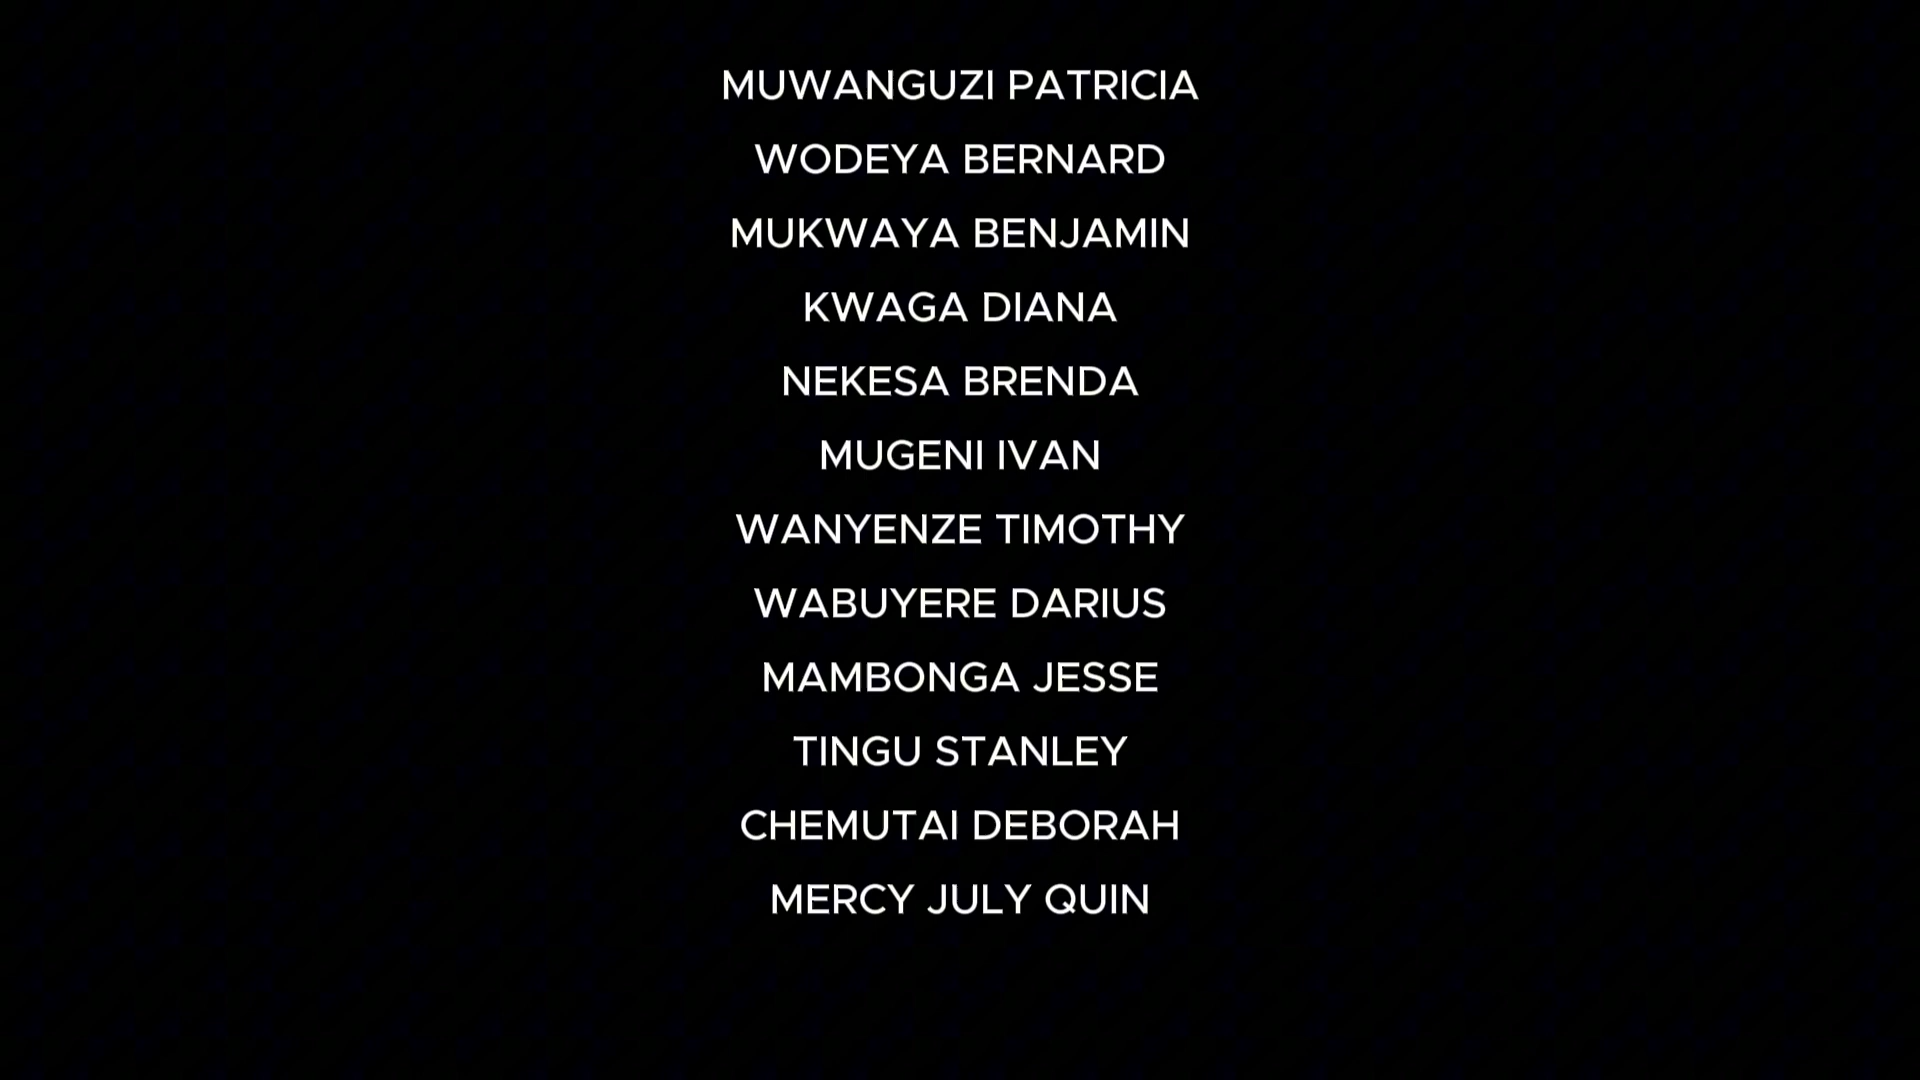 MUWANGUZI PATRICIA
WODEYA BERNARD
MUKWAYA BENJAMIN
KWAGA DIANA
NEKESA BRENDA
MUGENI IVAN
WANYENZE TIMOTHY
WABUYERE DARIUS
MAMBONGA JESSE
TINGU STANLEY
CHEMUTAI DEBORAH
MERCY JULY QUIN